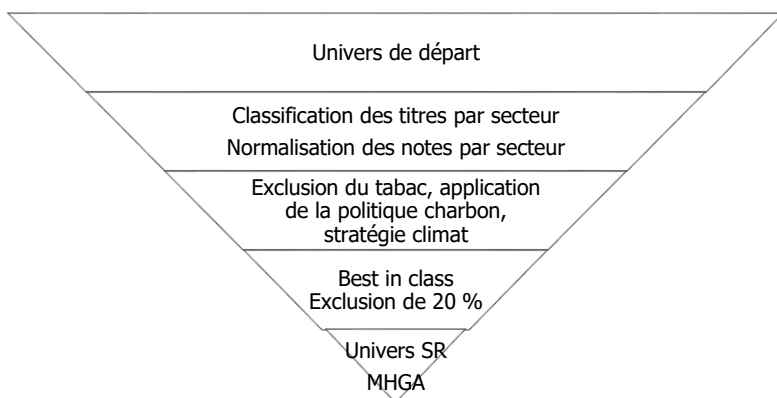 Univers de départ
Classification des titres par secteur
Normalisation des notes par secteur
Exclusion du tabac, application
de la politique charbon,
stratégie climat
Best in class
Exclusion de 20 %
Univers SR
MHGA